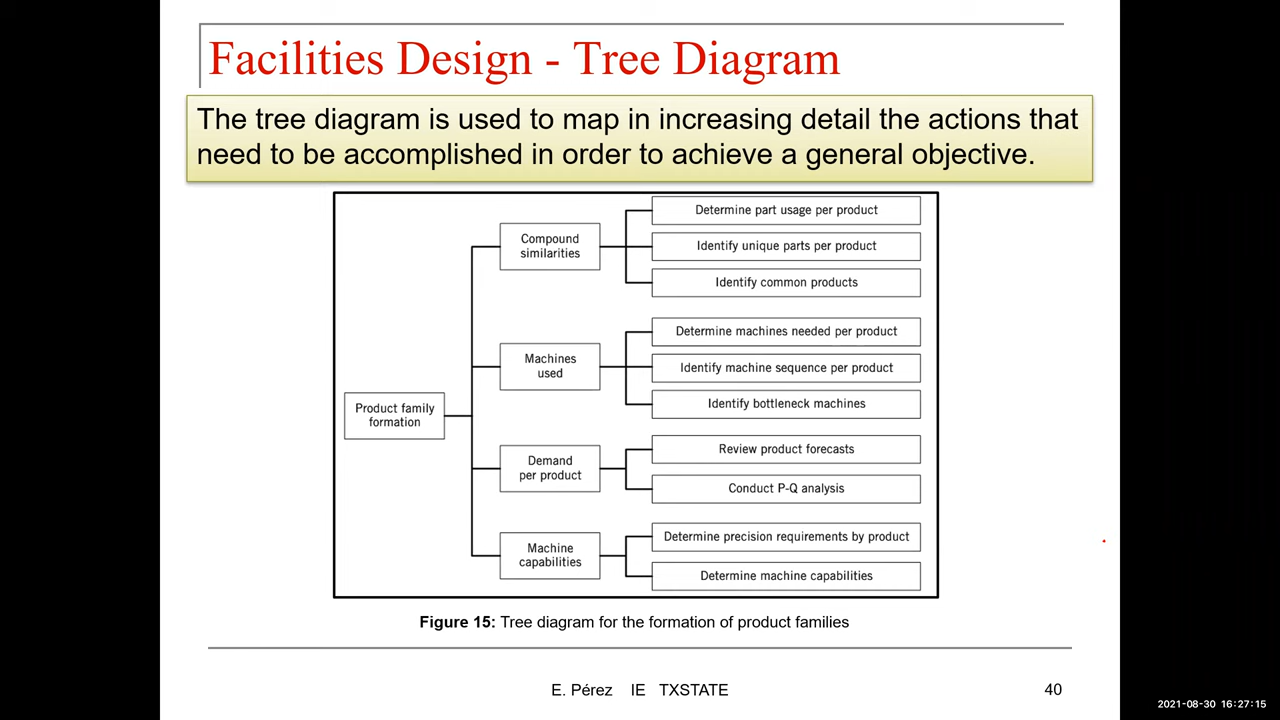 Facilities Design - Tree Diagram
The tree diagram is used to map in increasing detail the actions that
need to be accomplished in order to achieve a general objective.
Product family
formation
Compound
similarities
Determine part usage per product
Identify unique parts per product
Identify common products
Machines
used
Determine machines needed per product
Identify machine sequence per product
Identify bottleneck machines
Demand
per product
Review product forecasts
Conduct P-Q analysis
Machine
capabilities
Determine precision requirements by product
Determine machine capabilities
Figure 15: Tree diagram for the formation of product families
E. Pérez IE TXSTATE
40
2021-08-30 16:27:15